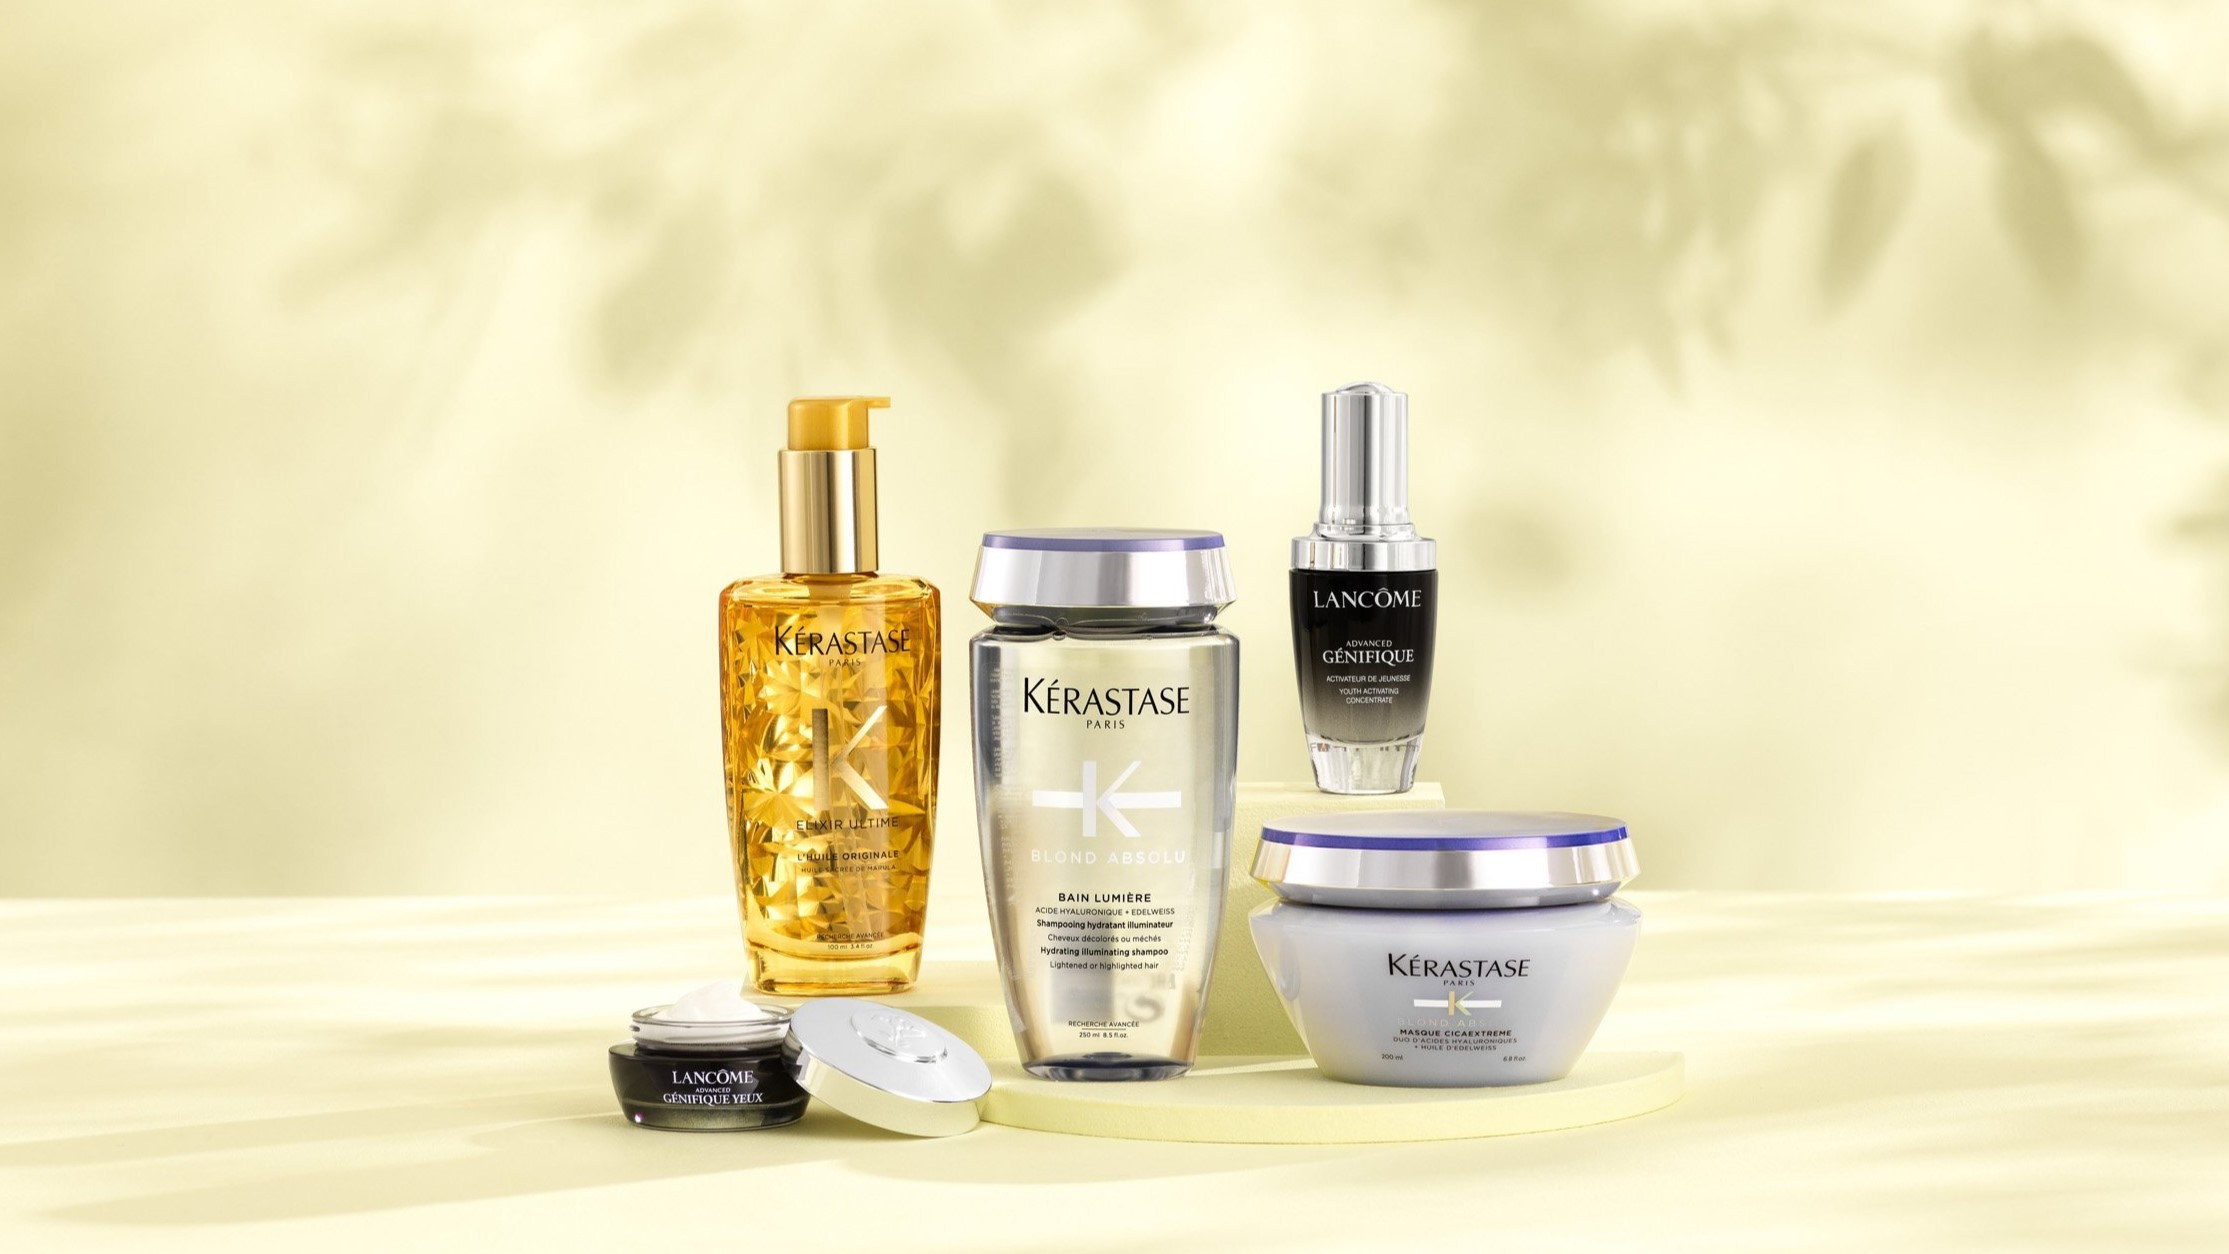 KÉRASTASE
PARIS
K
ELIXIR ULTIME
L'HUILE ORIGINALE
HUILE SACRÉE DE MARULA
RECHERCHE AVANCÉE
100 ml 3.4 fl.oz.
LANCÔME
ADVANCED
GÉNIFIQUE YEUX
KÉRASTASE
PARIS
K
BLOND ABSOLU
BAIN LUMIÈRE
ACIDE HYALURONIQUE + EDELWEISS
Shampooing hydratant illuminateur
Cheveux décolorés ou méchés
Hydrating illuminating shampoo
Lightened or highlighted hair
RECHERCHE AVANCÉE
250 ml 8.5 fl.oz.
LANCÔME
ADVANCED
GÉNIFIQUE
ACTIVATEUR DE JEUNESSE
YOUTH ACTIVATING
CONCENTRATE
KÉRASTASE
PARIS
K
BLOND ABSOLU
MASQUE CICAEXTREME
DUO D'ACIDES HYALURONIQUES
+ HUILE D'EDELWEISS
200 ml 6.8 fl.oz